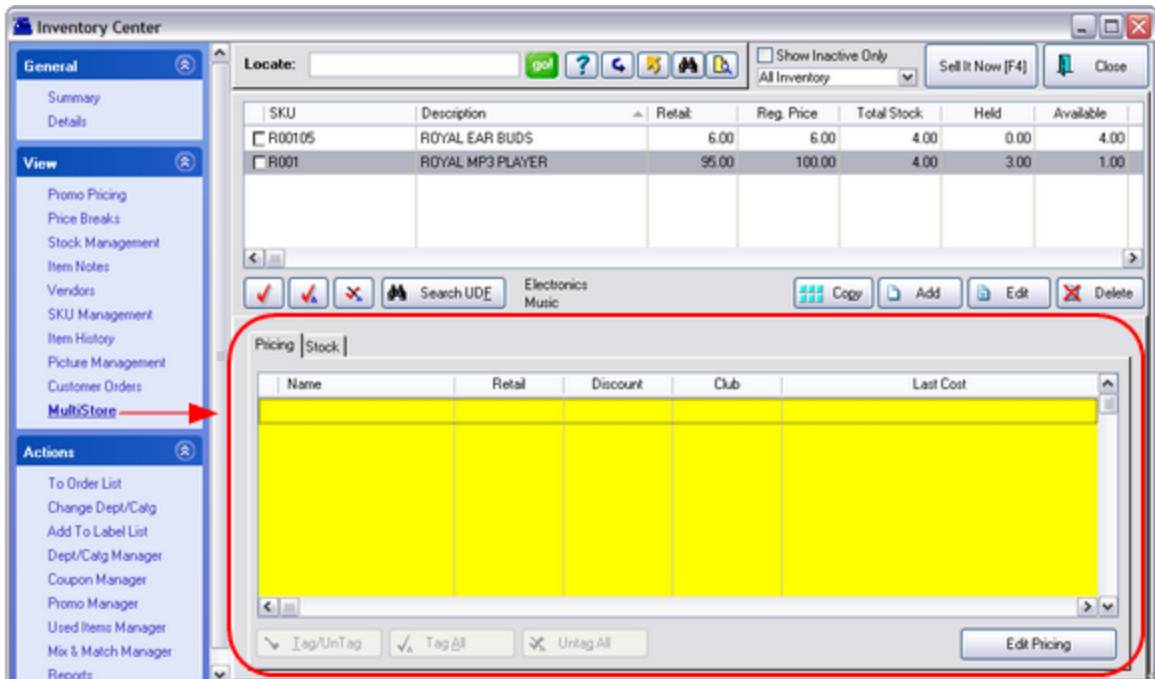 Inventory Center
General
Summary
Details
View
Promo Pricing
Price Breaks
Stock Management
Item Notes
Vendors
SKU Management
Item History
Picture Management
Customer Orders
MultiStore
Actions
To Order List
Change Dept/Catg
Add To Label List
Dept/Catg Manager
Coupon Manager
Promo Manager
Used Items Manager
Mix & Match Manager
Reports
Locate: go! ? Show Inactive Only
All Inventory
Sell It Now [F4] Close
SKU Description Retail: Reg. Price Total Stock Held Available
R00105 ROYAL EAR BUDS 6.00 6.00 4.00 0.00 4.00
R001 ROYAL MP3 PLAYER 95.00 100.00 4.00 3.00 1.00
Search UDF Electronics
Music
Copy Add Edit Delete
Pricing Stock
Name Retail Discount Club Last Cost
Tag/UnTag Tag All Untag All Edit Pricing